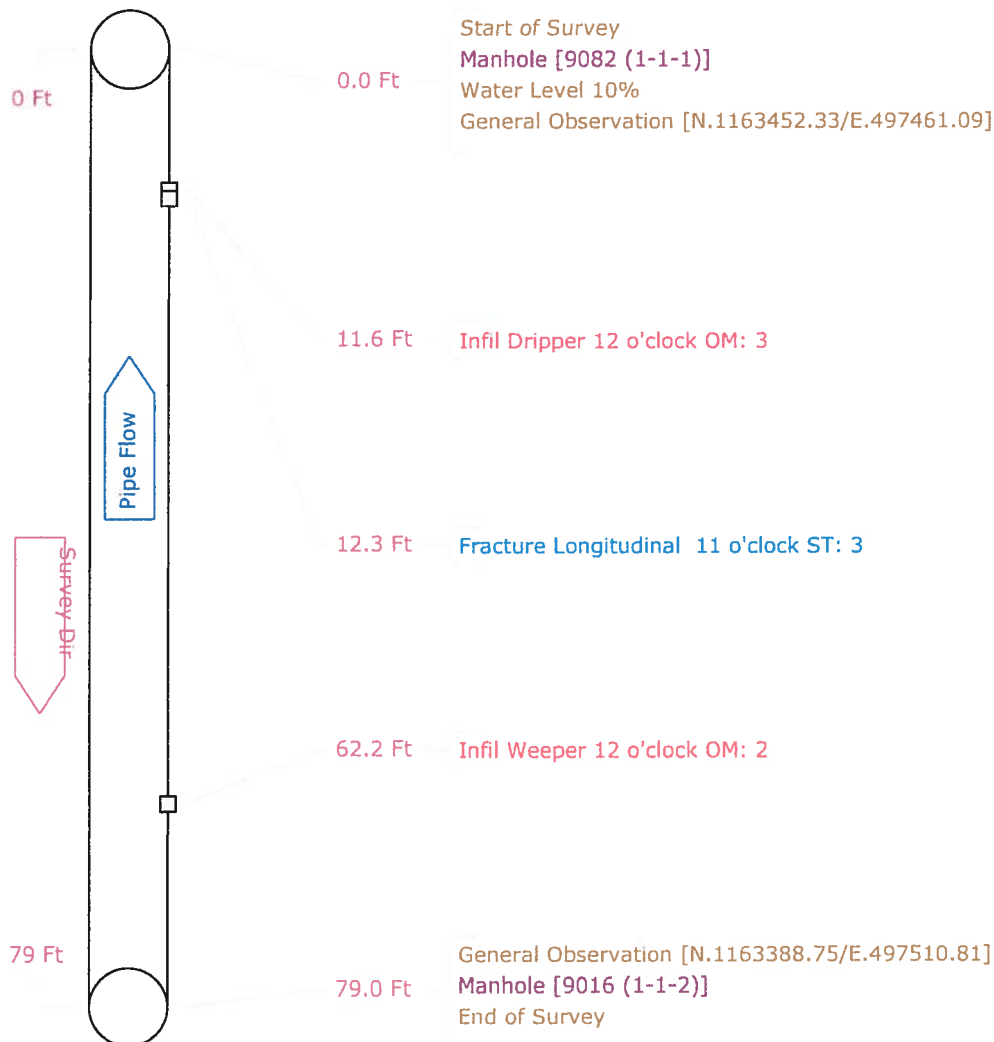 Start of Survey
Manhole [9082 (1-1-1)]
0.0 Ft
Water Level 10%
0 Ft
General Observation [N.1163452.33/E.497461.09]
11.6 Ft Infil Dripper 12 o'clock OM: 3
Pipe Flow
12.3 Ft Fracture Longitudinal 11 o'clock ST: 3
Survey Dir
62.2 Ft Infil Weeper 12 o'clock OM: 2
79 Ft
General Observation [N.1163388.75/E.497510.81]
79.0 Ft
Manhole [9016 (1-1-2)]
End of Survey